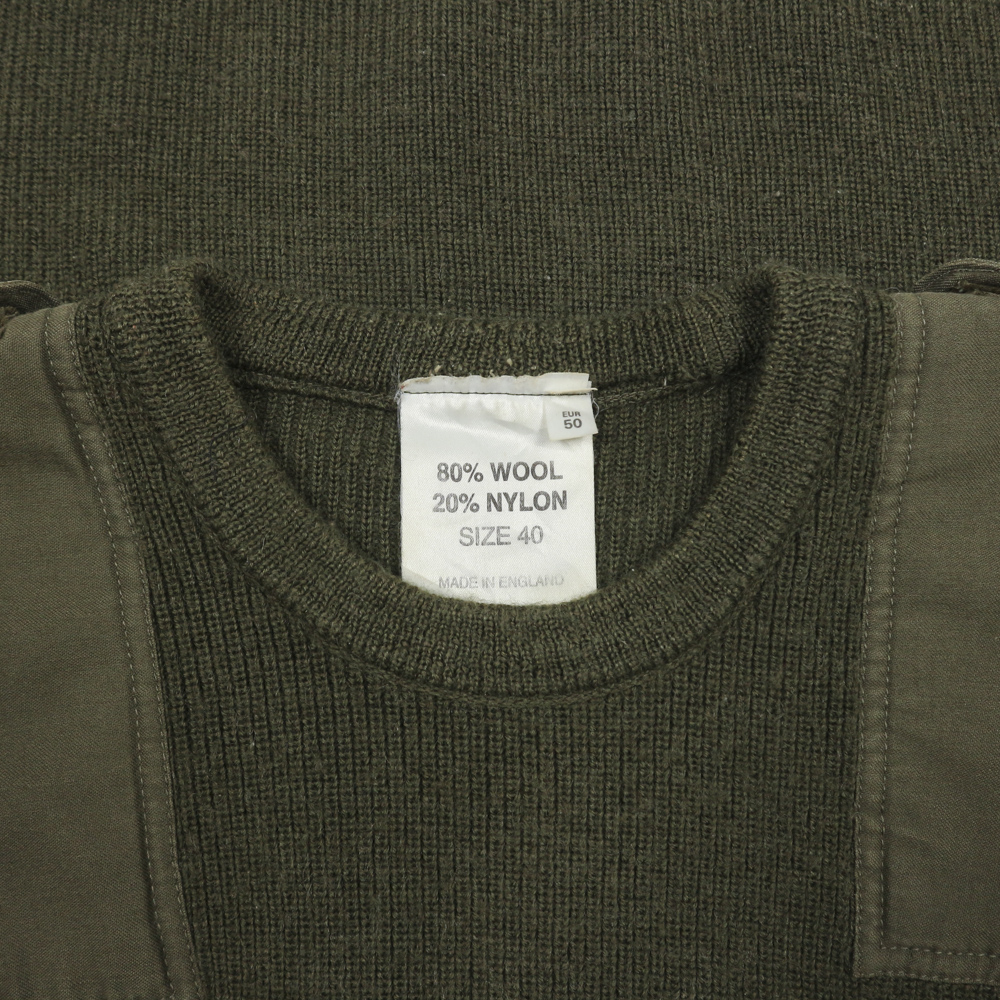 EUR
50
80% WOOL
20% NYLON
SIZE 40
MADE IN ENGLAND